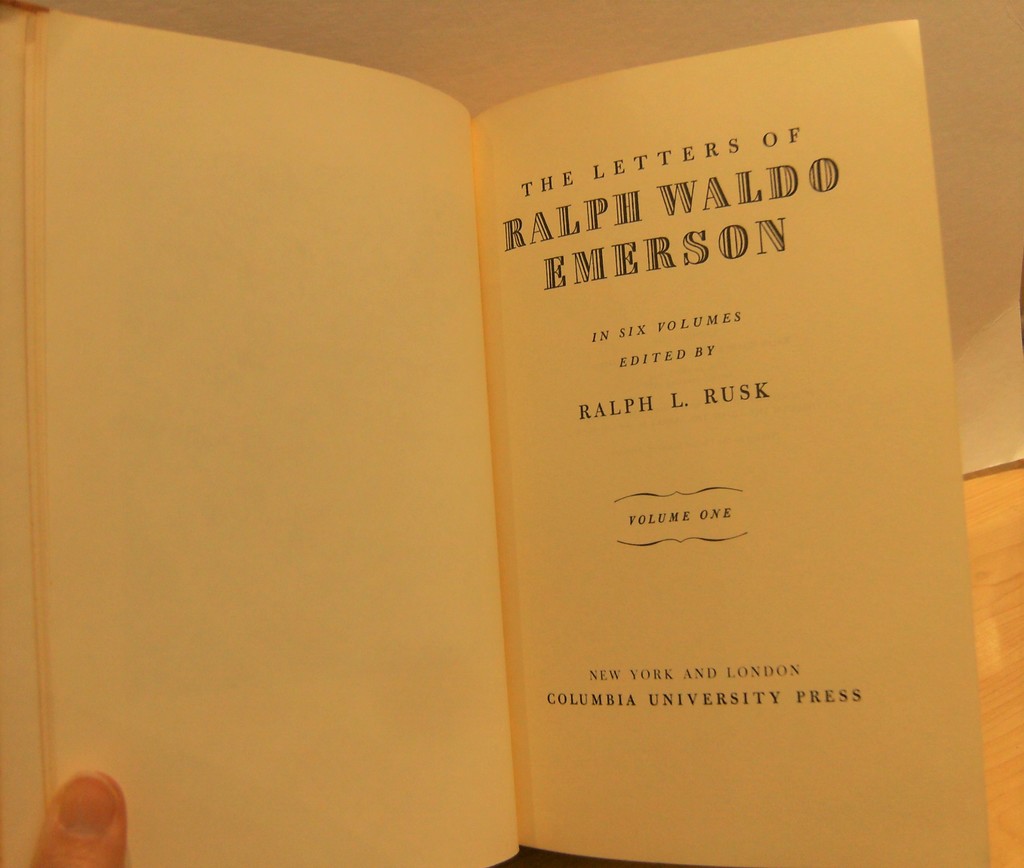 THE LETTERS OF
RALPH WALDO
EMERSON
IN SIX VOLUMES
EDITED BY
RALPH L. RUSK
VOLUME ONE
NEW YORK AND LONDON
COLUMBIA UNIVERSITY PRESS